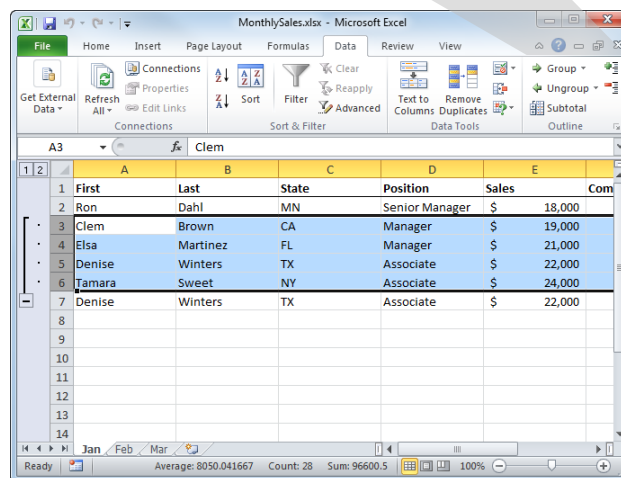 MonthlySales.xlsx - Microsoft Excel
File Home Insert Page Layout Formulas Data Review View
Get External Data
Refresh All
Connections
Properties
Edit Links
Connections
Sort
Filter
Clear
Reapply
Advanced
Sort & Filter
Text to Columns
Remove Duplicates
Data Tools
Group
Ungroup
Subtotal
Outline
A3 fx Clem
1 2 A B C D E
1 First Last State Position Sales Com
2 Ron Dahl MN Senior Manager $ 18,000
3 Clem Brown CA Manager $ 19,000
4 Elsa Martinez FL Manager $ 21,000
5 Denise Winters TX Associate $ 22,000
6 Tamara Sweet NY Associate $ 24,000
7 Denise Winters TX Associate $ 22,000
8
9
10
11
12
13
14
Jan Feb Mar
Ready Average: 8050.041667 Count: 28 Sum: 96600.5 100%